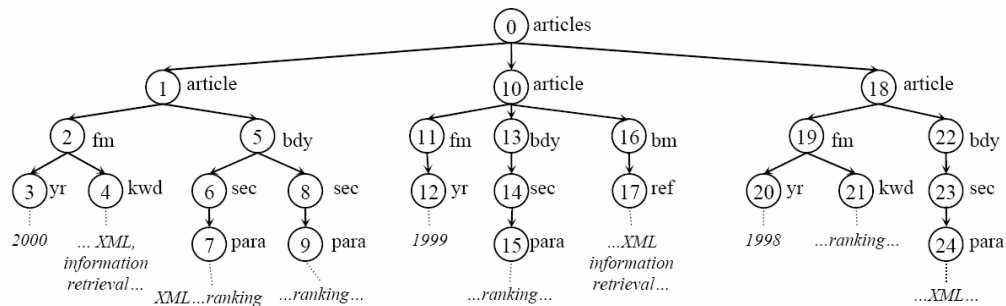 0 articles
1 article 10 article 18 article
2 fm 5 bdy 11 fm 13 bdy 16 bm 19 fm 22 bdy
3 yr 4 kwd 6 sec 8 sec 12 yr 14 sec 17 ref 20 yr 21 kwd 23 sec
2000 ... XML, 7 para 9 para 1999 15 para ...XML 1998 ...ranking... 24 para
information information
retrieval... XML...ranking ...ranking... ...ranking... retrieval... ...XML...